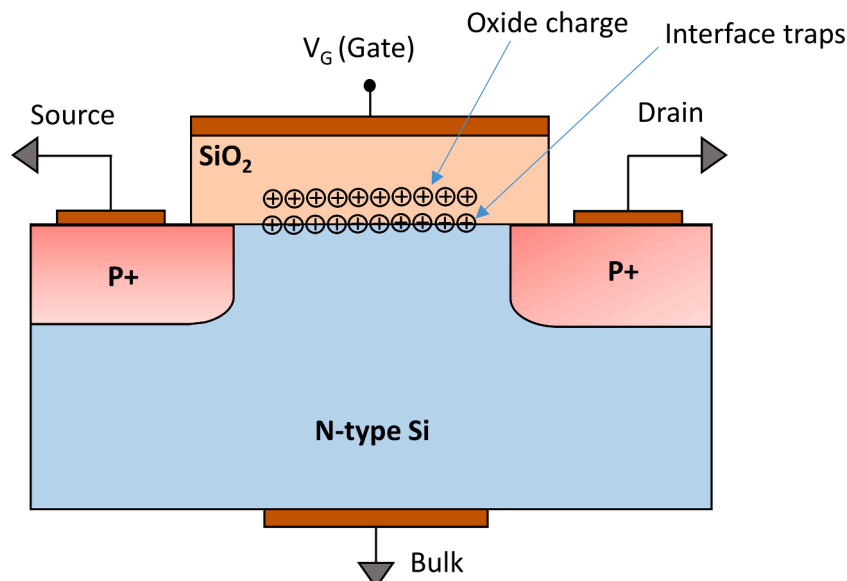 Oxide charge
Interface traps
V_G (Gate)
Source
Drain
SiO₂
P+
P+
N-type Si
Bulk